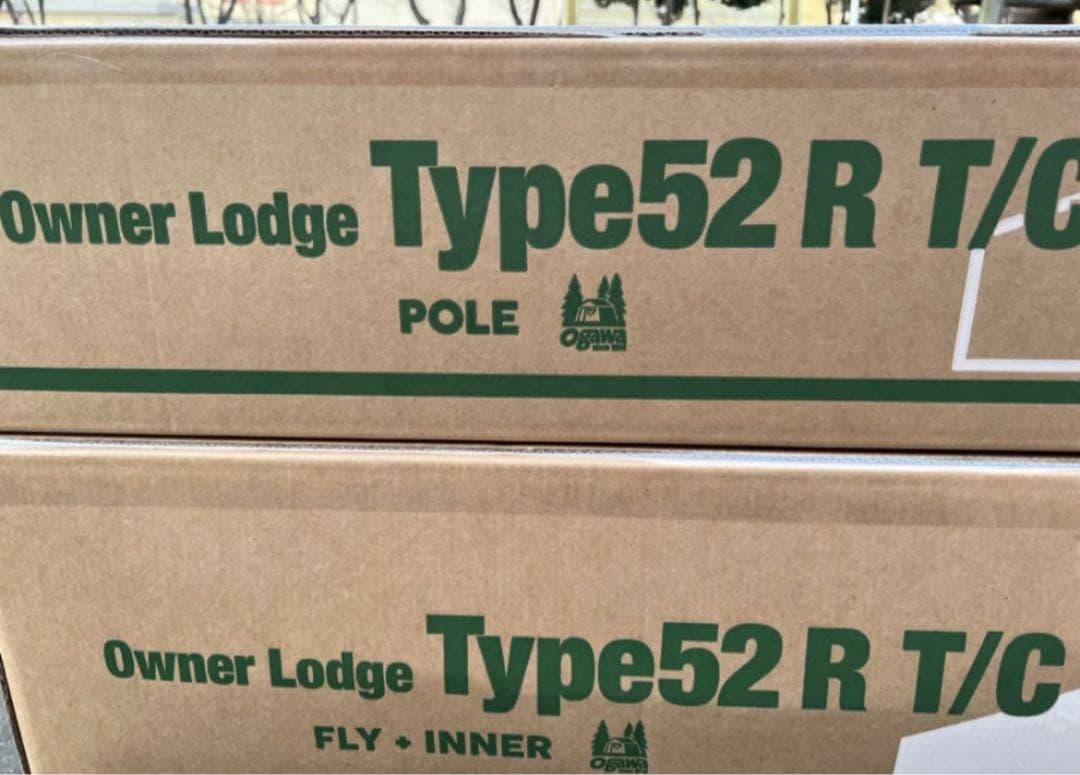 Owner Lodge Type52 R T/C
POLE
Ogawa
Owner Lodge Type52 R T/C
FLY + INNER
Ogawa